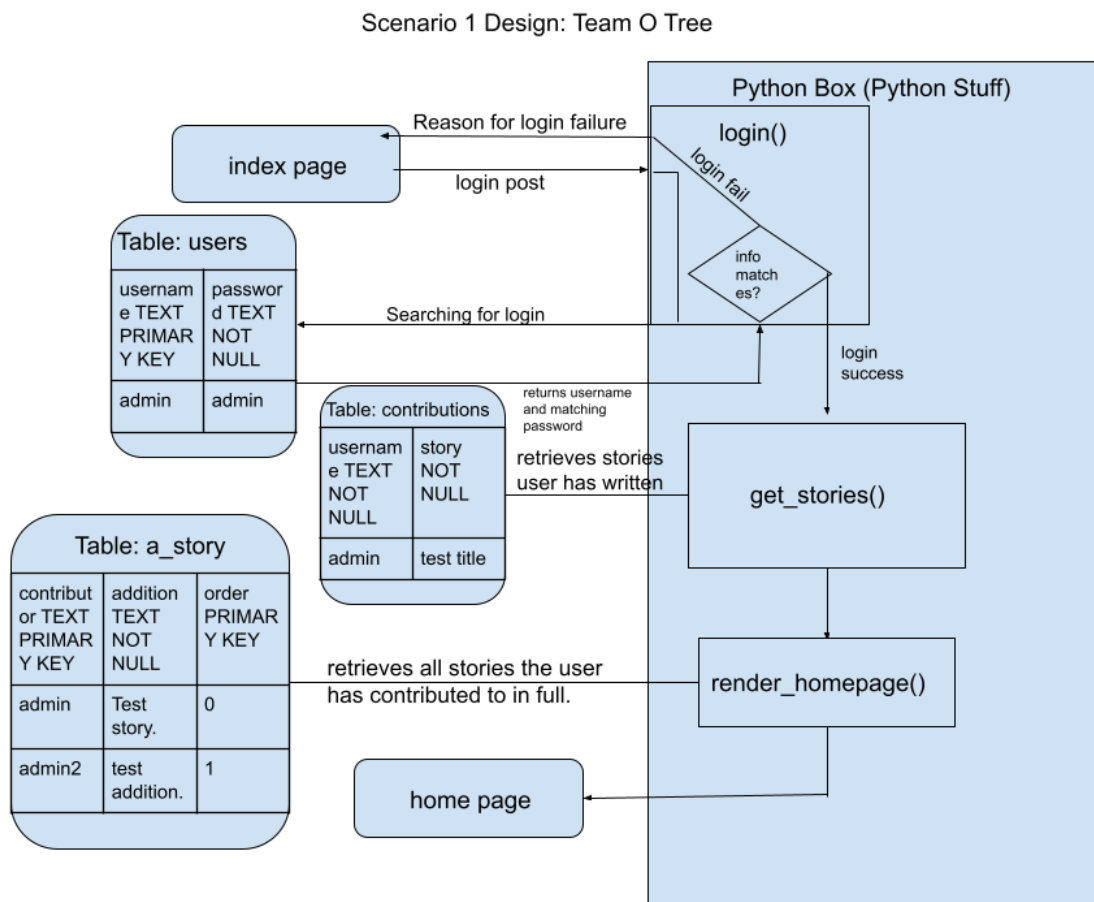 Scenario 1 Design: Team O Tree
Python Box (Python Stuff)
Reason for login failure
login()
index page
login post
login fail
Table: users
info
match
es?
usernam
e TEXT
PRIMAR
Y KEY
passwor
d TEXT
NOT
NULL
Searching for login
login
success
admin
admin
returns username
and matching
password
Table: contributions
usernam
e TEXT
NOT
NULL
story
NOT
NULL
retrieves stories
user has written
get_stories()
admin
test title
Table: a_story
contribut
or TEXT
PRIMAR
Y KEY
addition
TEXT
NOT
NULL
order
PRIMAR
Y KEY
retrieves all stories the user
has contributed to in full.
render_homepage()
admin
Test
story.
0
admin2
test
addition.
1
home page